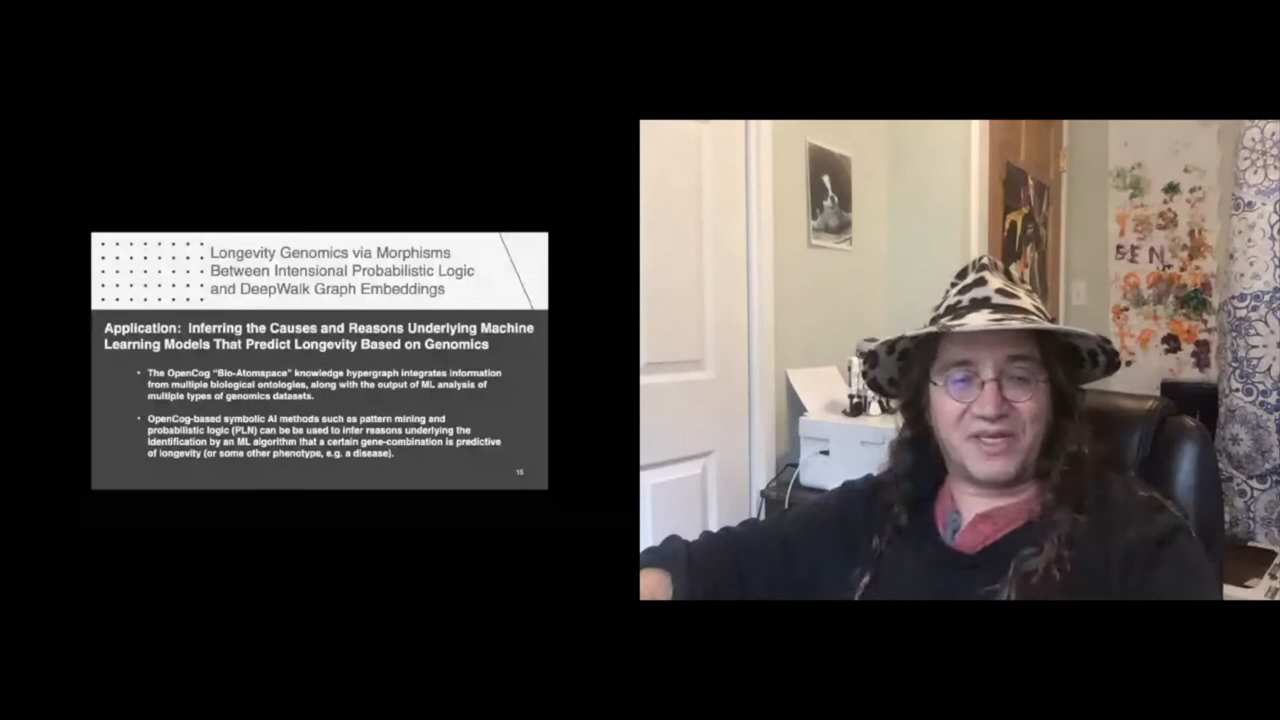 Longevity Genomics via Morphisms
Between Intensional Probabilistic Logic
and DeepWalk Graph Embeddings
Application: Inferring the Causes and Reasons Underlying Machine
Learning Models That Predict Longevity Based on Genomics
• The OpenCog "Bio-Atomspace" knowledge hypergraph integrates information
from multiple biological ontologies, along with the output of ML analysis of
multiple types of genomics datasets.
• OpenCog-based symbolic AI methods such as pattern mining and
probabilistic logic (PLN) can be be used to infer reasons underlying the
identification by an ML algorithm that a certain gene-combination is predictive
of longevity (or some other phenotype, e.g. a disease).
15
BEN